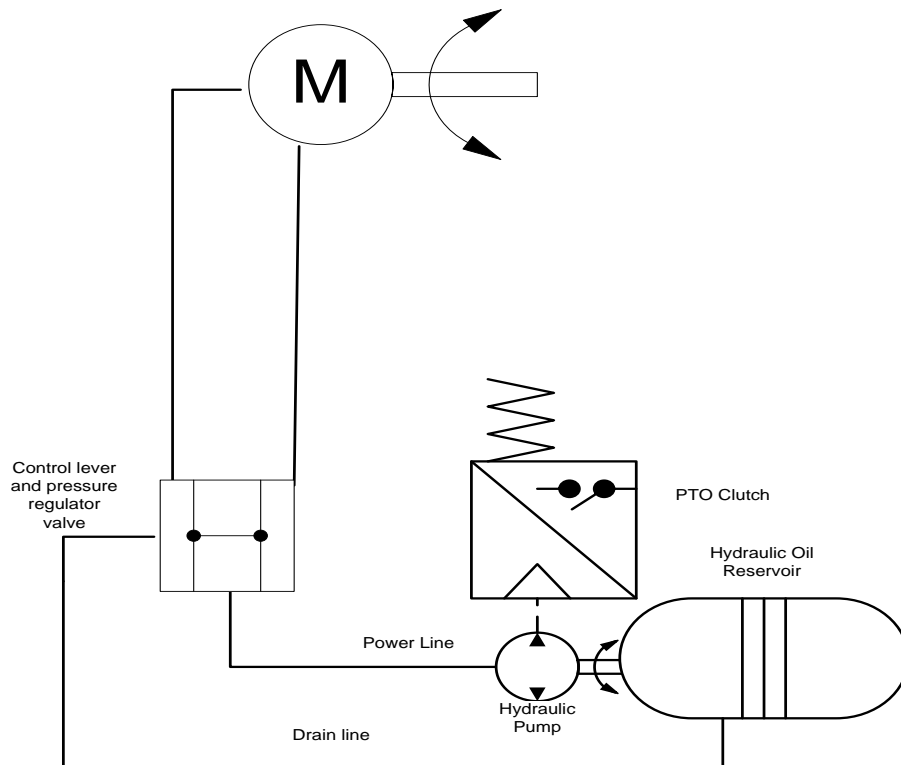 M
Control lever
and pressure
regulator
valve
PTO Clutch
Hydraulic Oil
Reservoir
Power Line
Hydraulic
Pump
Drain line